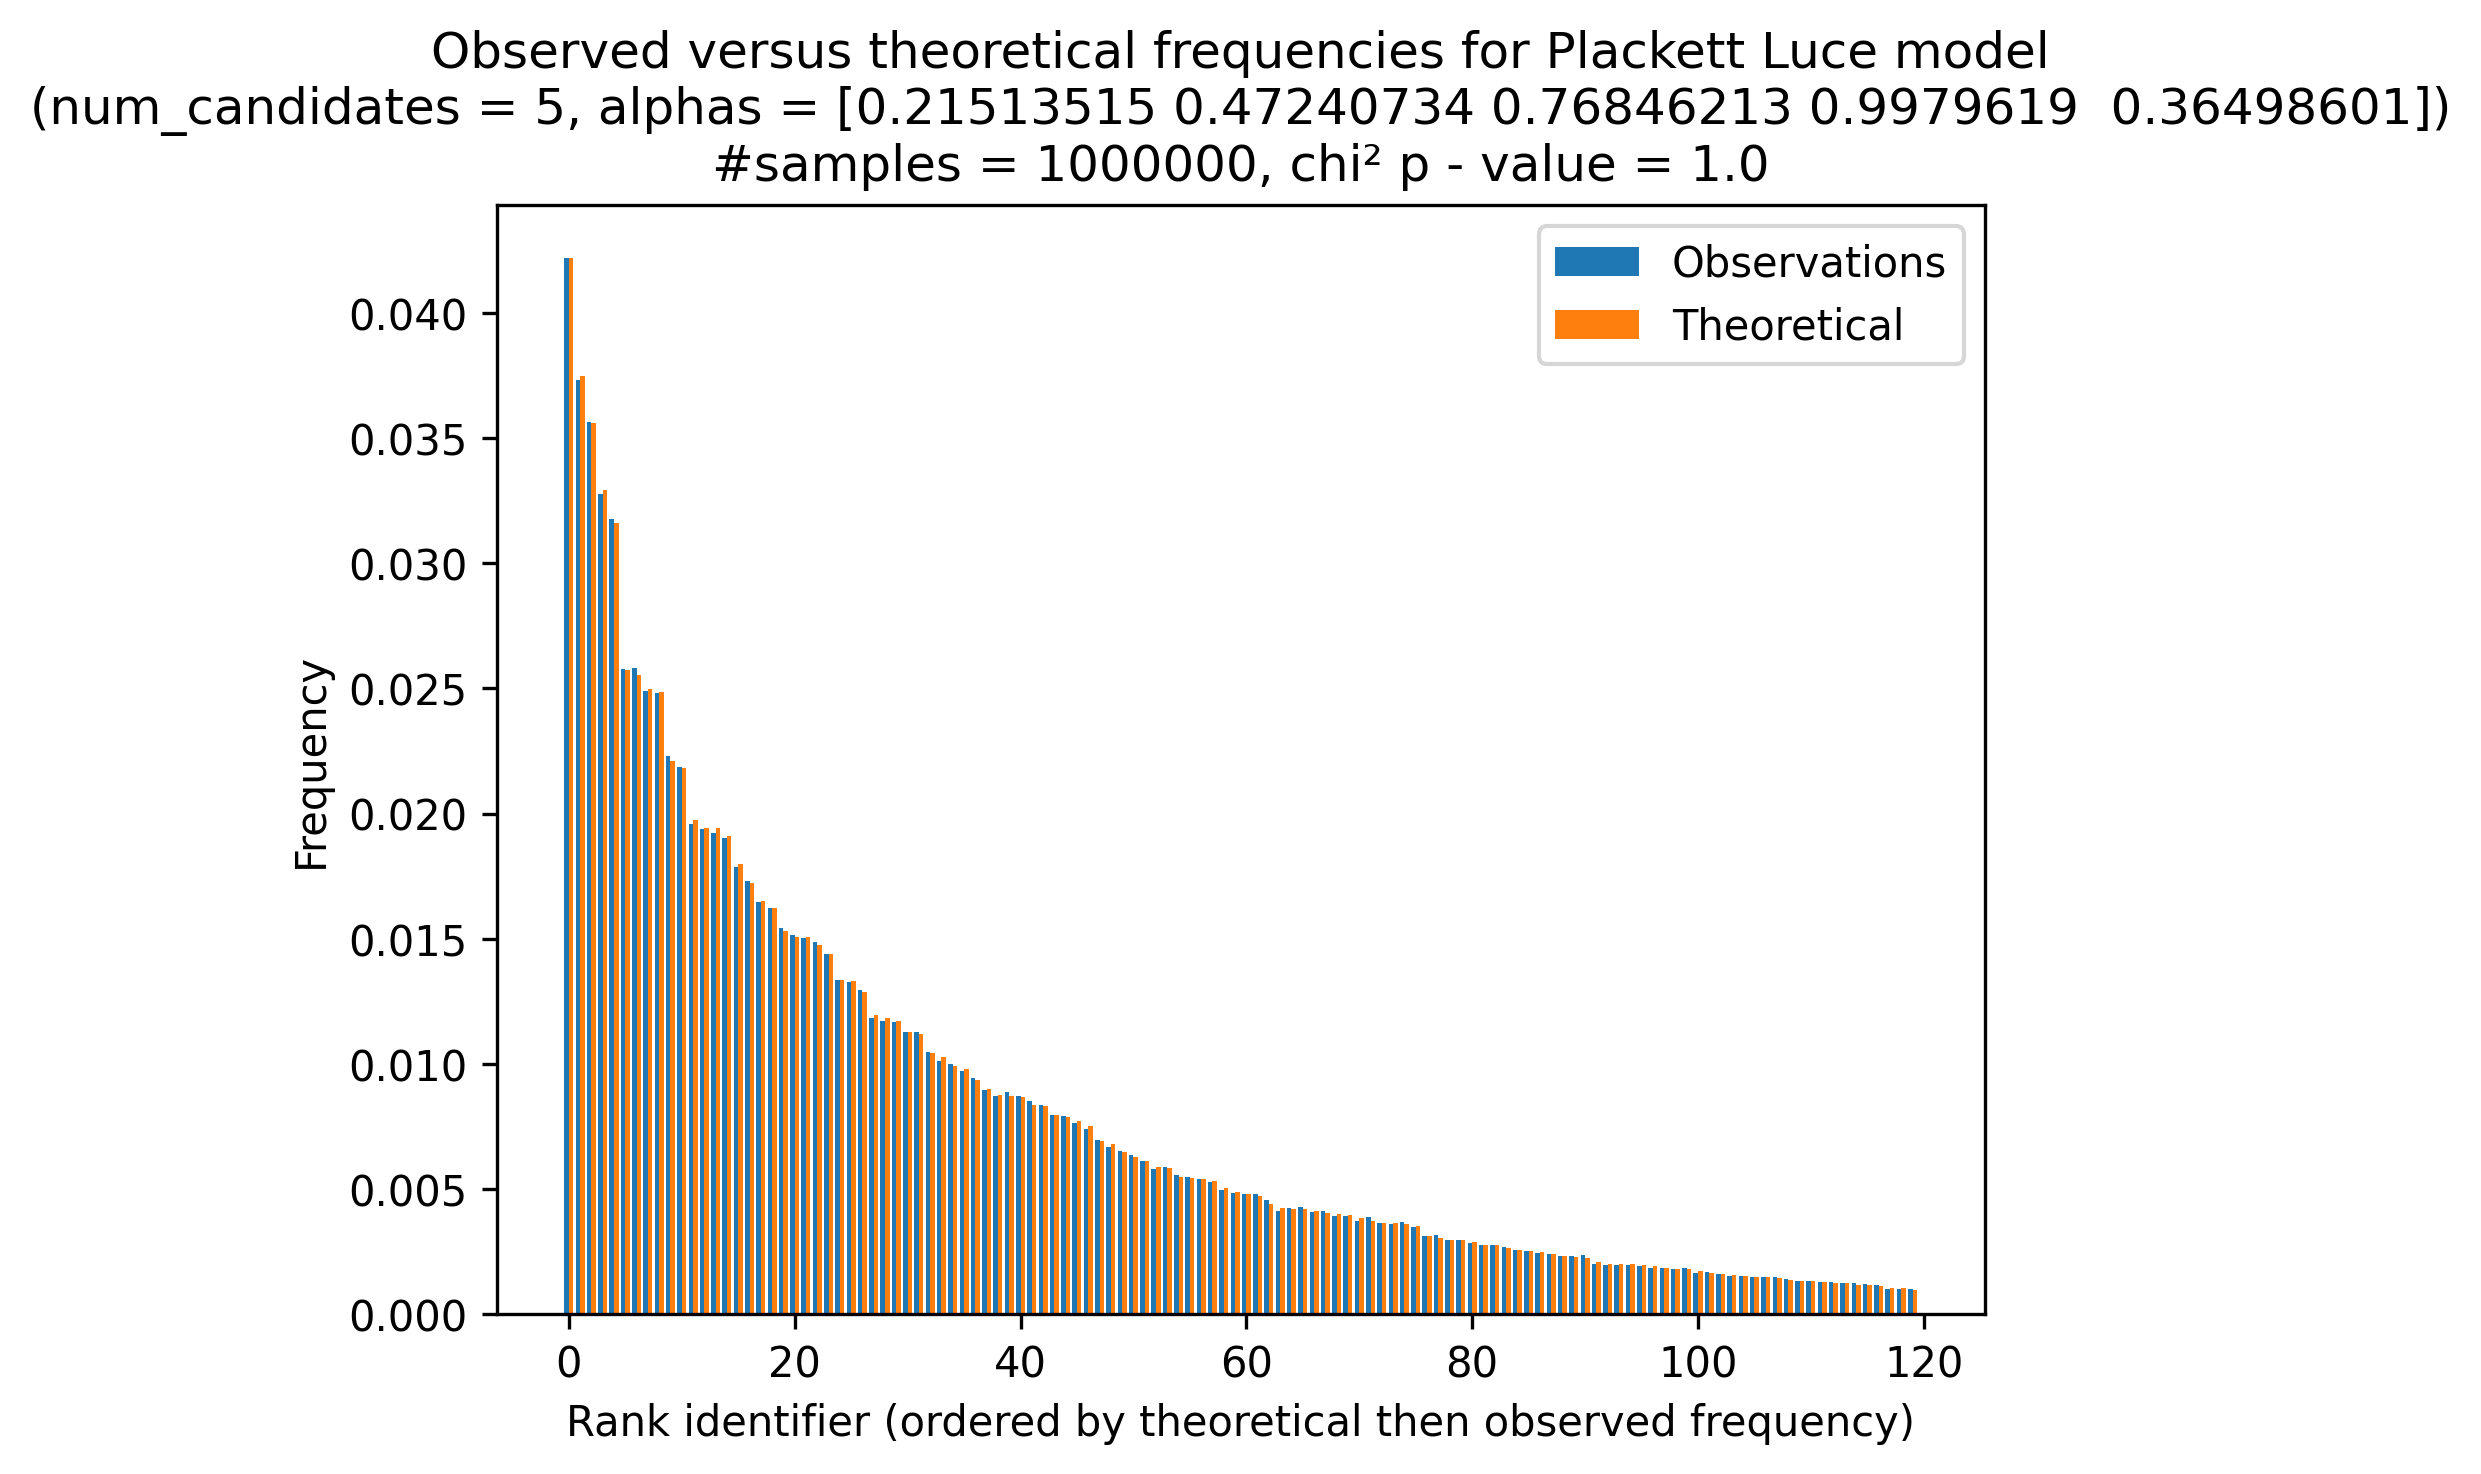 Observed versus theoretical frequencies for Plackett Luce model
(num_candidates = 5, alphas = [0.21513515 0.47240734 0.76846213 0.9979619  0.36498601])
#samples = 1000000, chi² p - value = 1.0
Observations
Theoretical
0.040
0.035
0.030
0.025
0.020
0.015
0.010
0.005
0.000
Frequency
0 20 40 60 80 100 120
Rank identifier (ordered by theoretical then observed frequency)